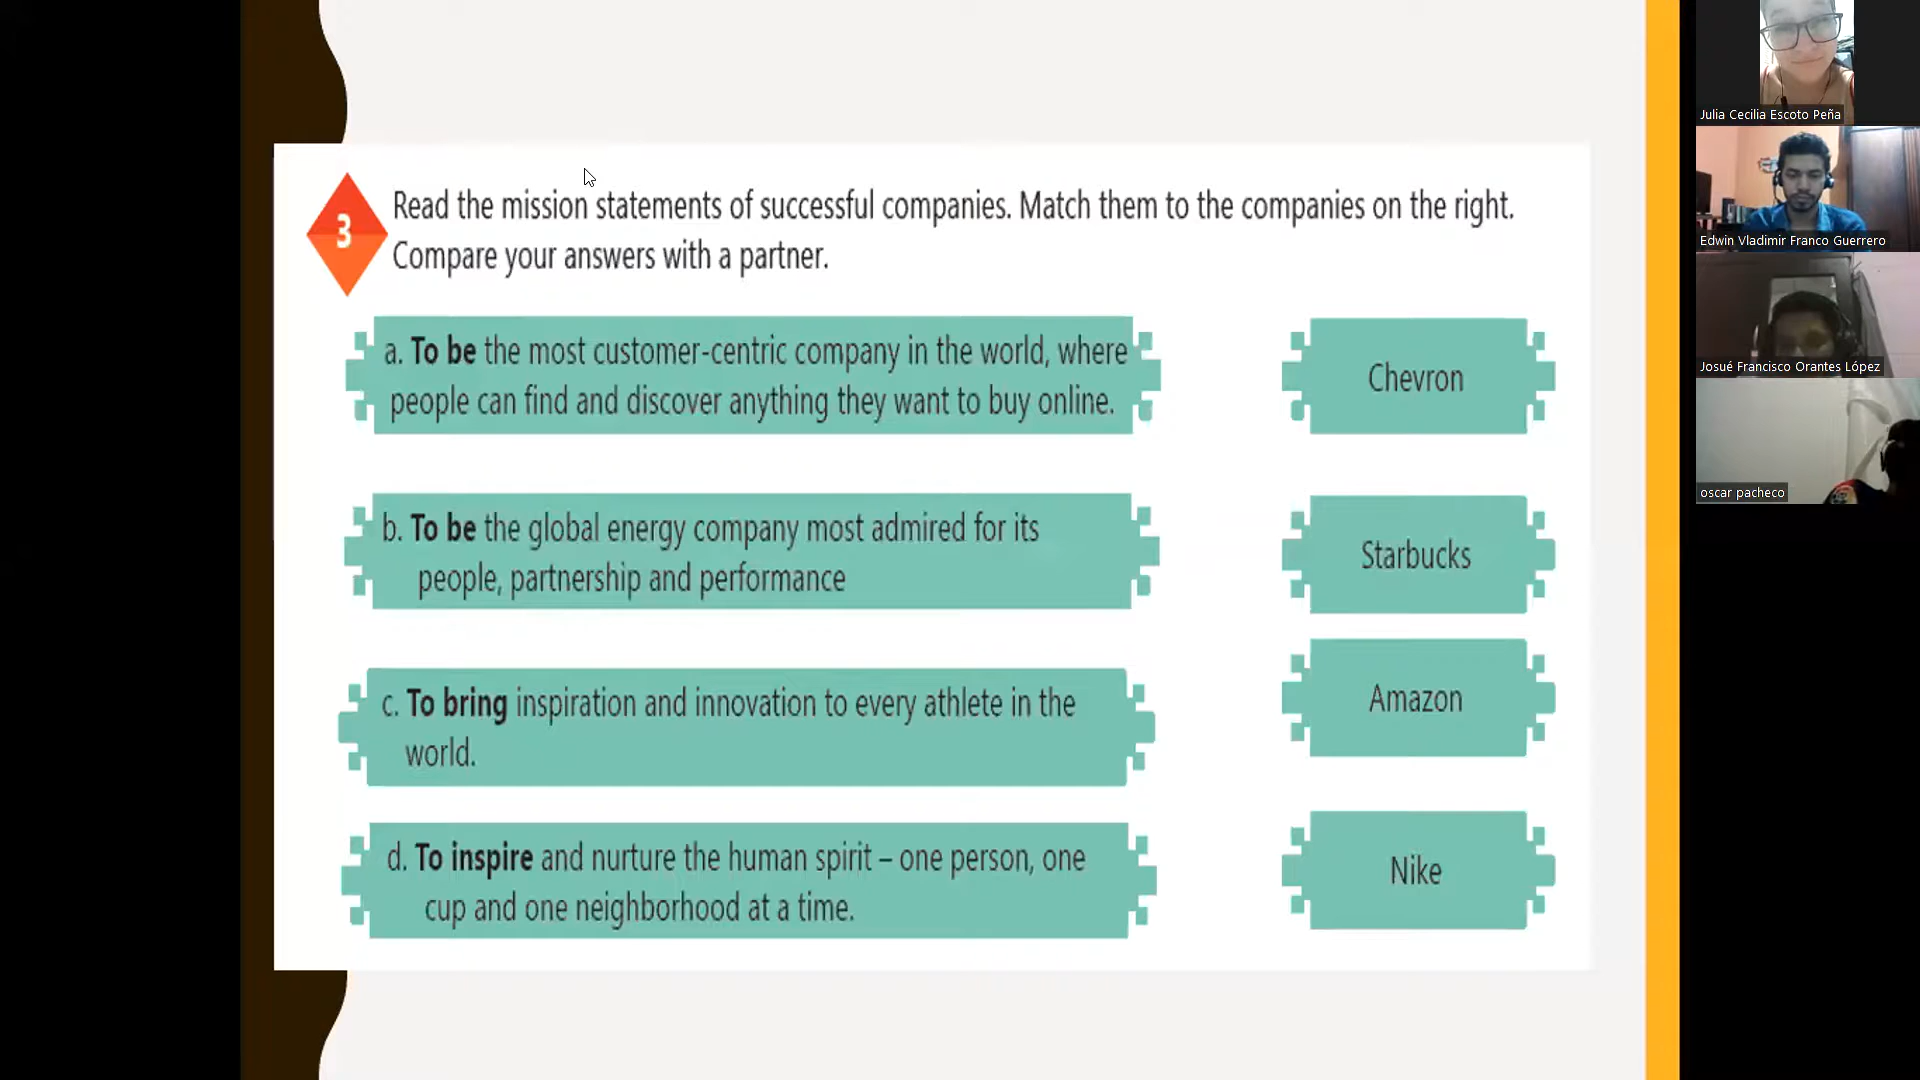 3
Read the mission statements of successful companies. Match them to the companies on the right.
Compare your answers with a partner.
a. To be the most customer-centric company in the world, where
people can find and discover anything they want to buy online.
Chevron
b. To be the global energy company most admired for its
people, partnership and performance
Starbucks
c. To bring inspiration and innovation to every athlete in the
world.
Amazon
d. To inspire and nurture the human spirit – one person, one
cup and one neighborhood at a time.
Nike
Julia Cecilia Escoto Peña
Edwin Vladimir Franco Guerrero
Josué Francisco Orantes López
oscar pacheco